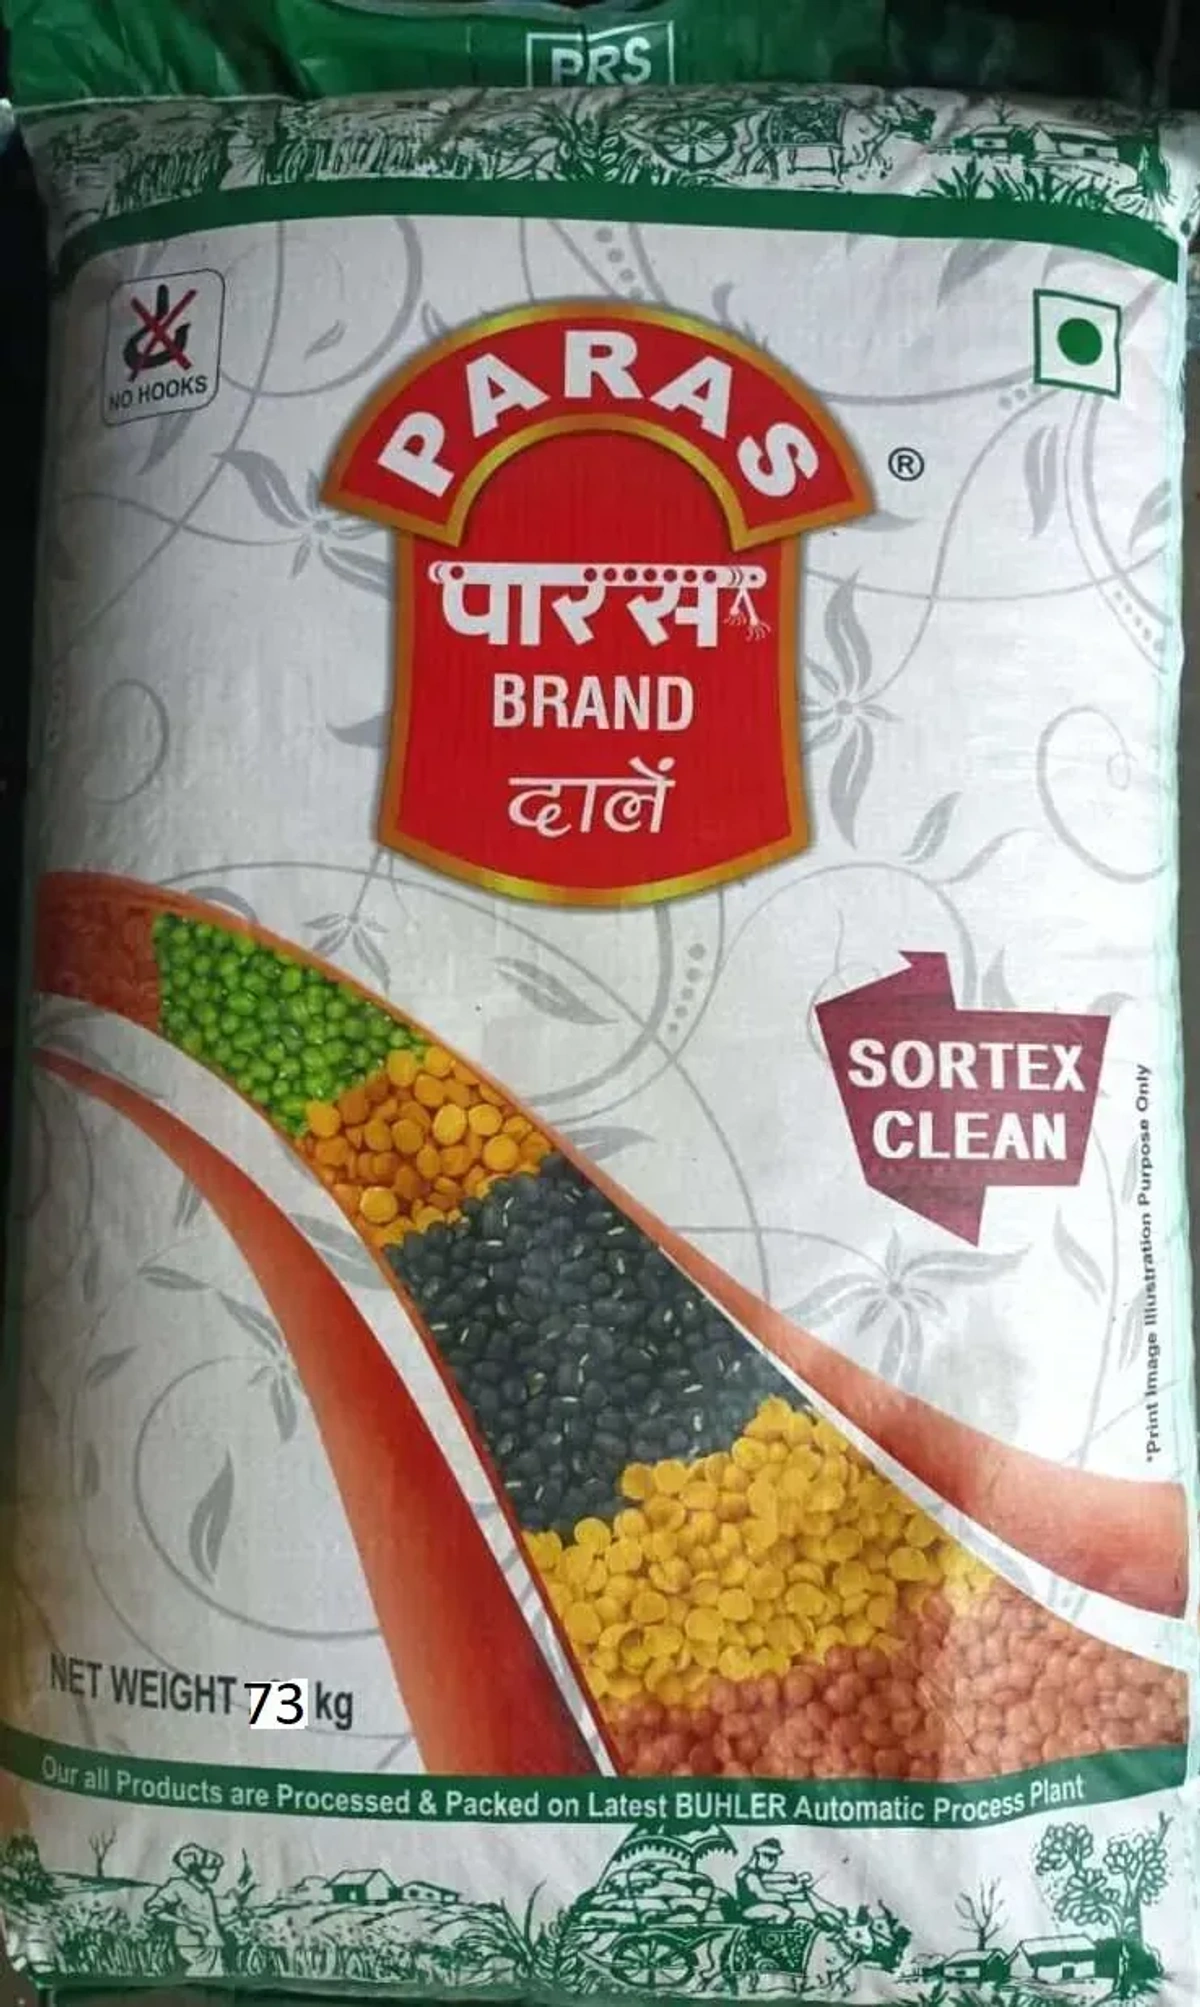 PRS
NO HOOKS
PARAS
®
पारस
BRAND
दालें
SORTEX
CLEAN
*Print Image Illustration Purpose Only
NET WEIGHT 73 kg
Our all Products are Processed & Packed on Latest BUHLER Automatic Process Plant